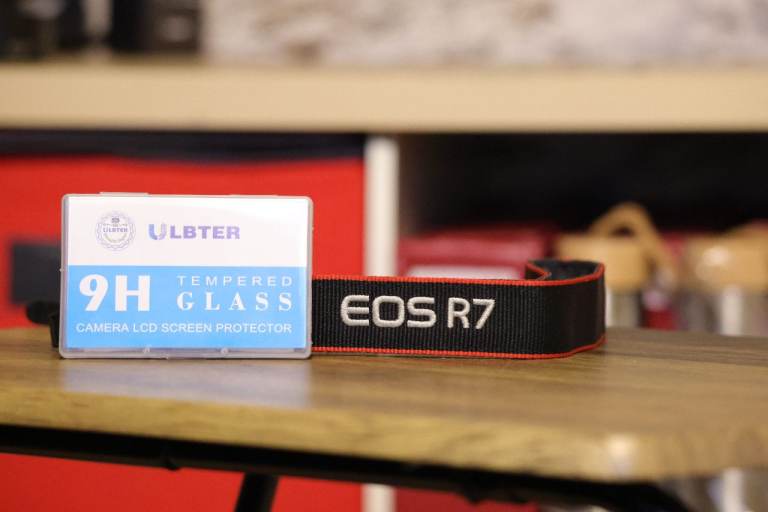 ULBTER
ULBTER
9H TEMPERED
GLASS
CAMERA LCD SCREEN PROTECTOR
EOS R7